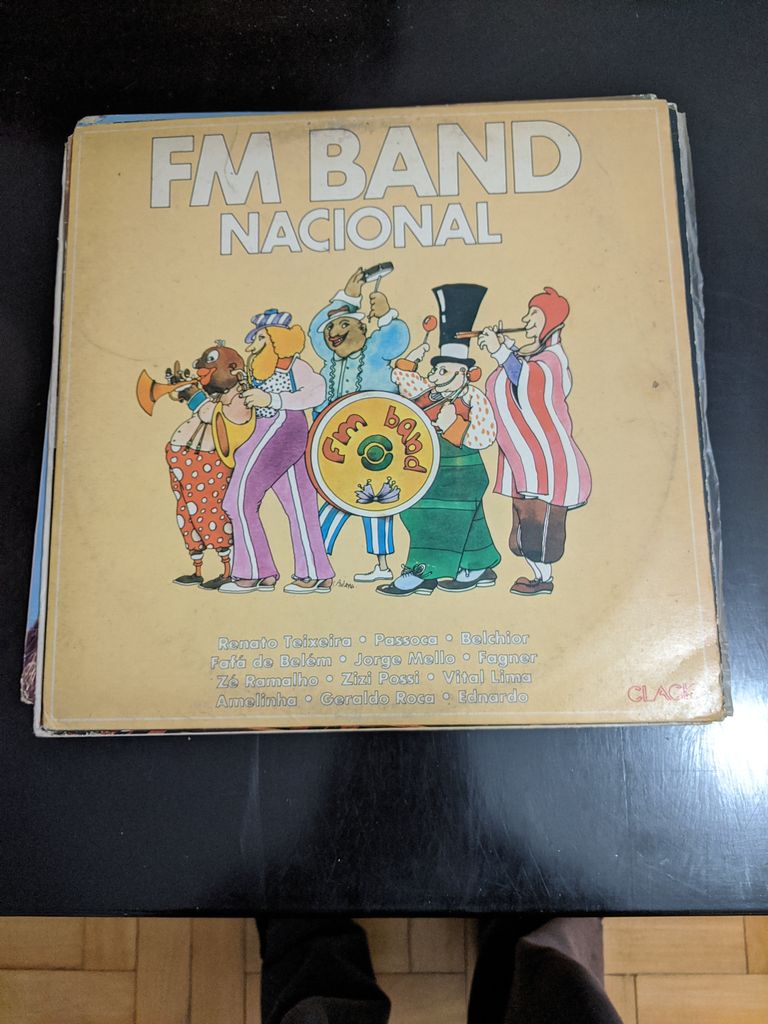 FM BAND
NACIONAL
FM band
Renato Teixeira • Passoca • Belchior
Fafá de Belém • Jorge Mello • Fagner
Zé Ramalho • Zizi Possi • Vital Lima
Amelinha • Geraldo Roca • Ednardo
CLACK